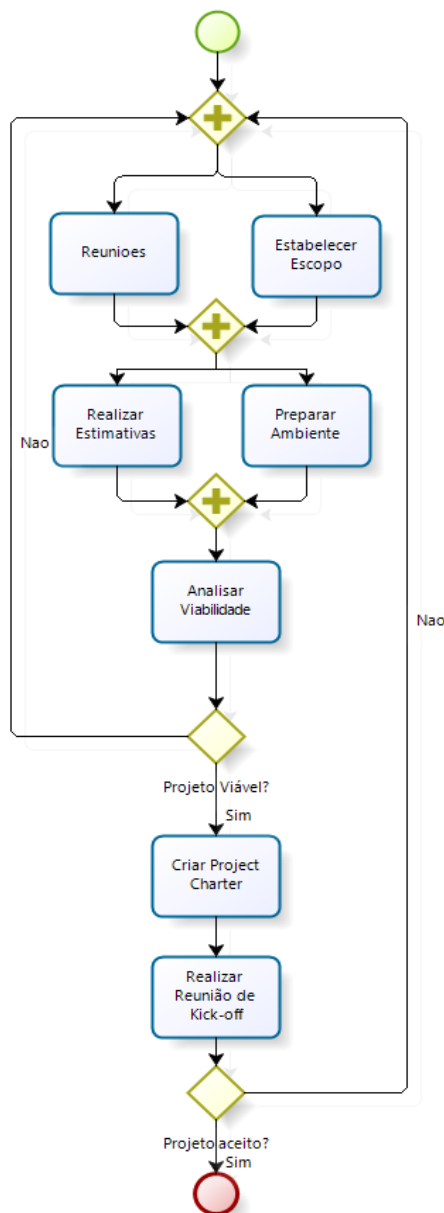 Reunioes
Estabelecer
Escopo
Realizar
Estimativas
Preparar
Ambiente
Nao
Analisar
Viabilidade
Nao
Projeto Viável?
Sim
Criar Project
Charter
Realizar
Reunião de
Kick-off
Projeto aceito?
Sim